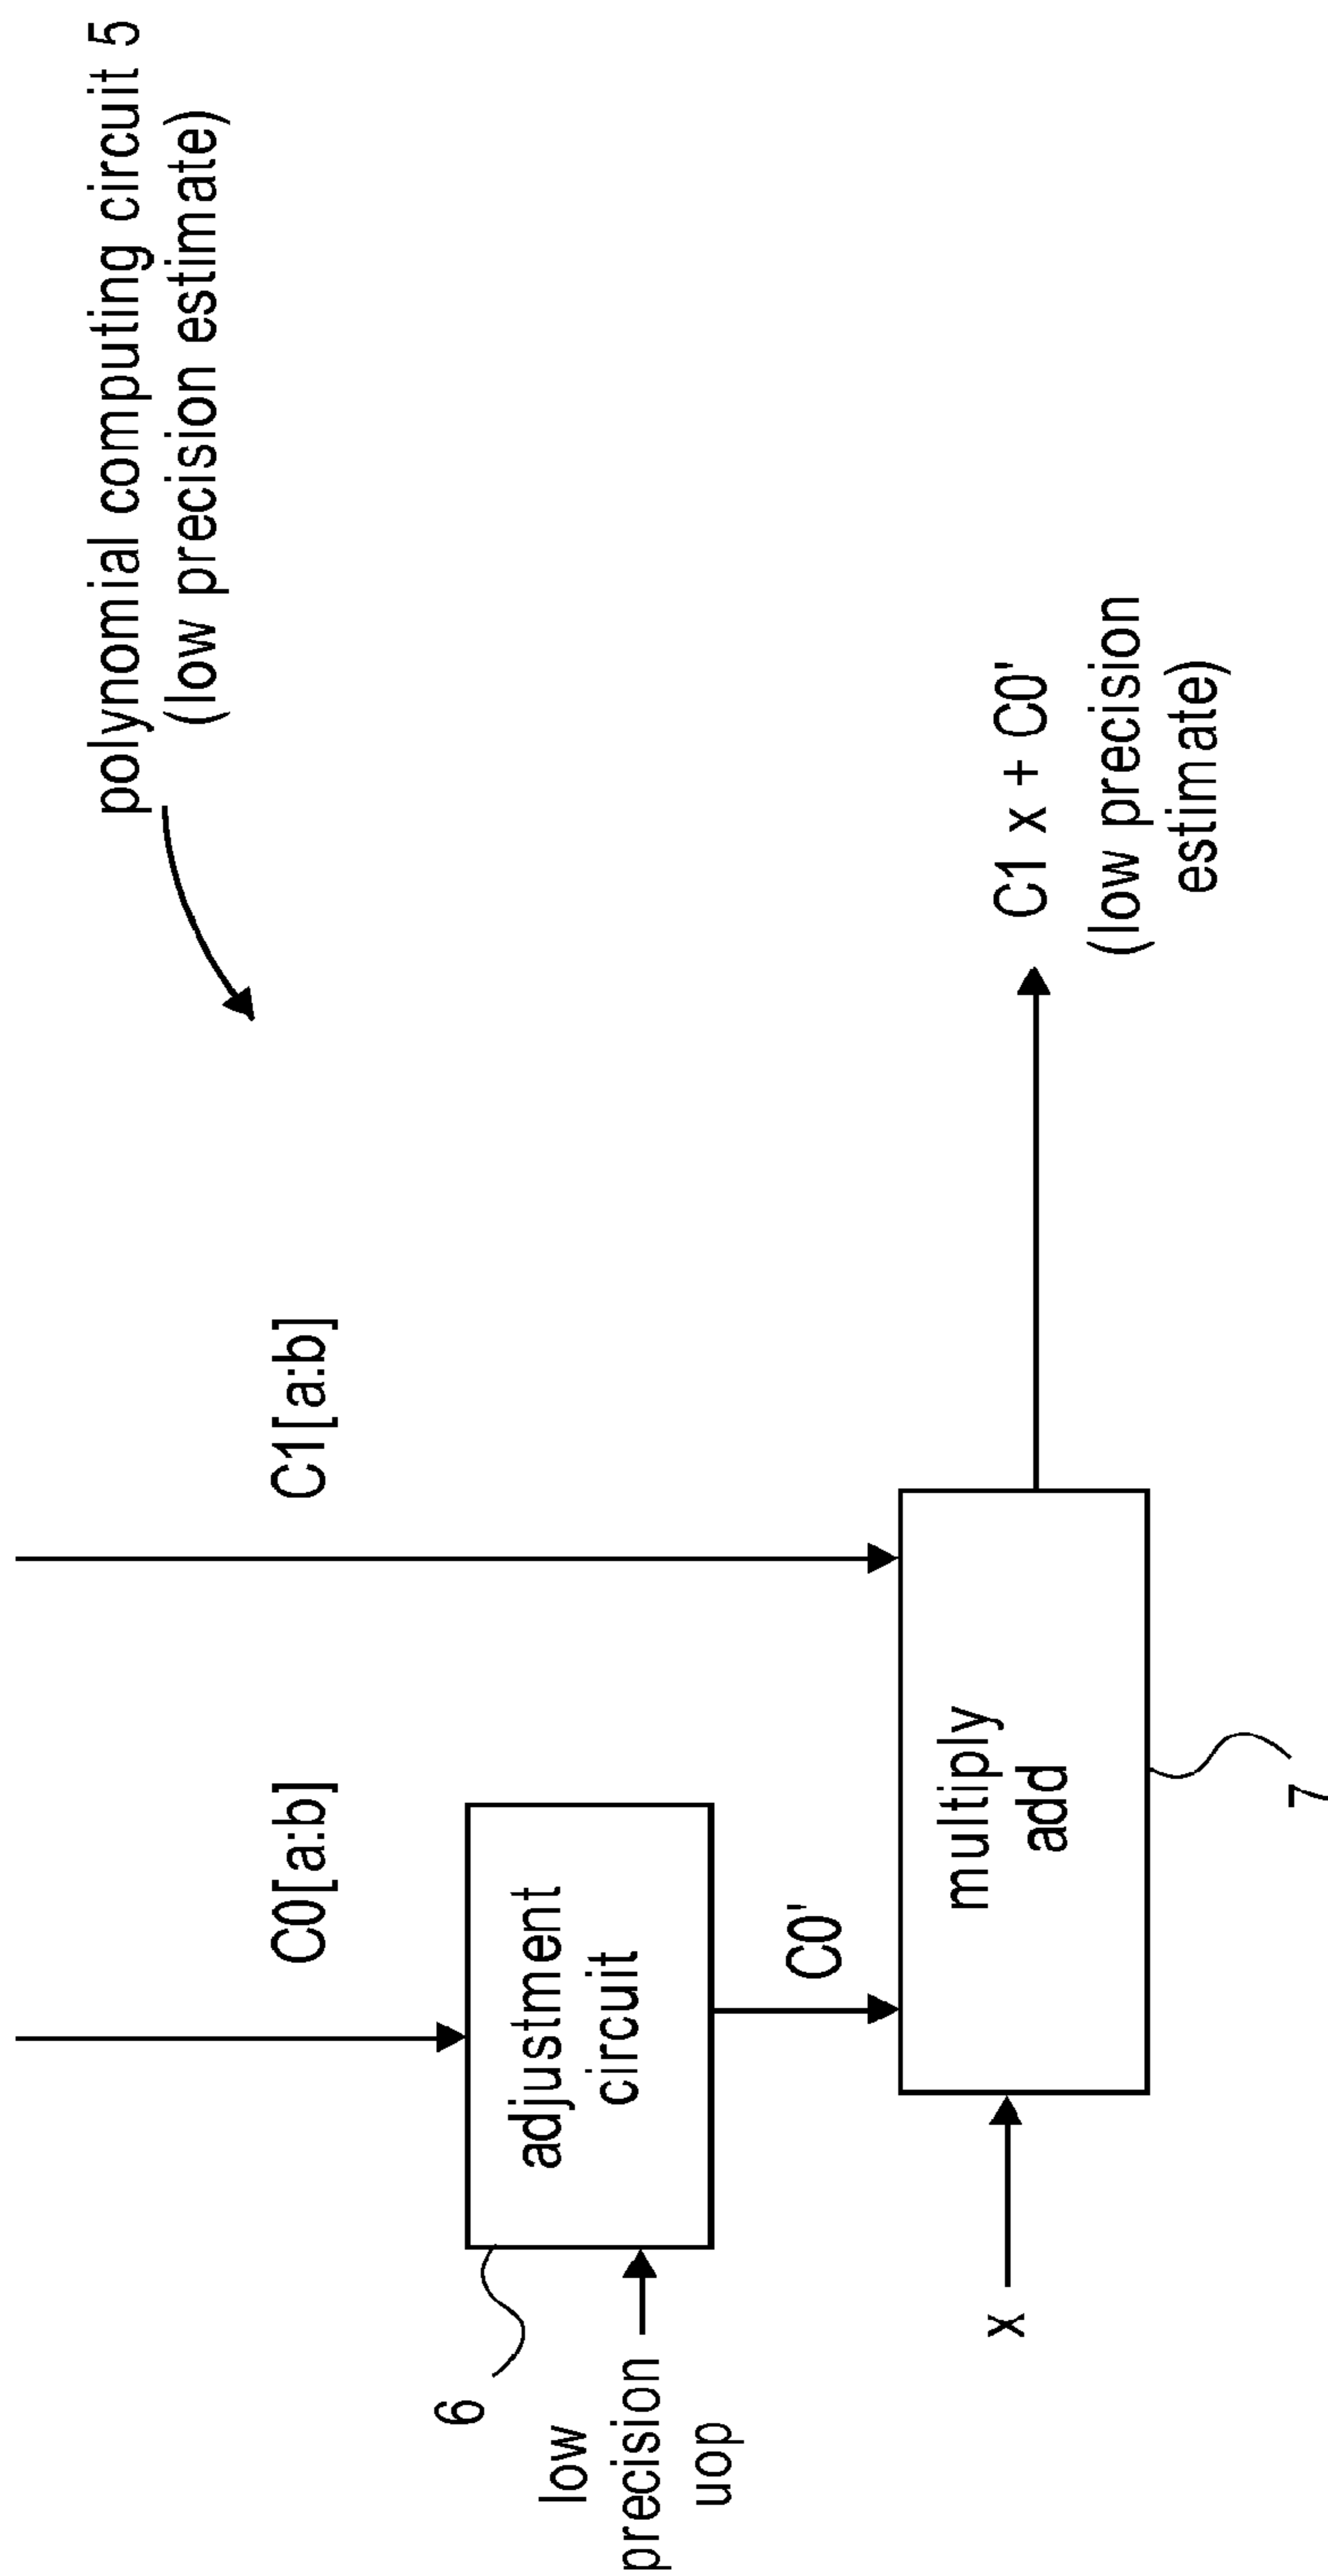 polynomial computing circuit 5
(low precision estimate)
C0[a:b]
C1[a:b]
6
adjustment
circuit
low
precision
uop
C0'
multiply
add
x
7
C1 x + C0'
(low precision
estimate)